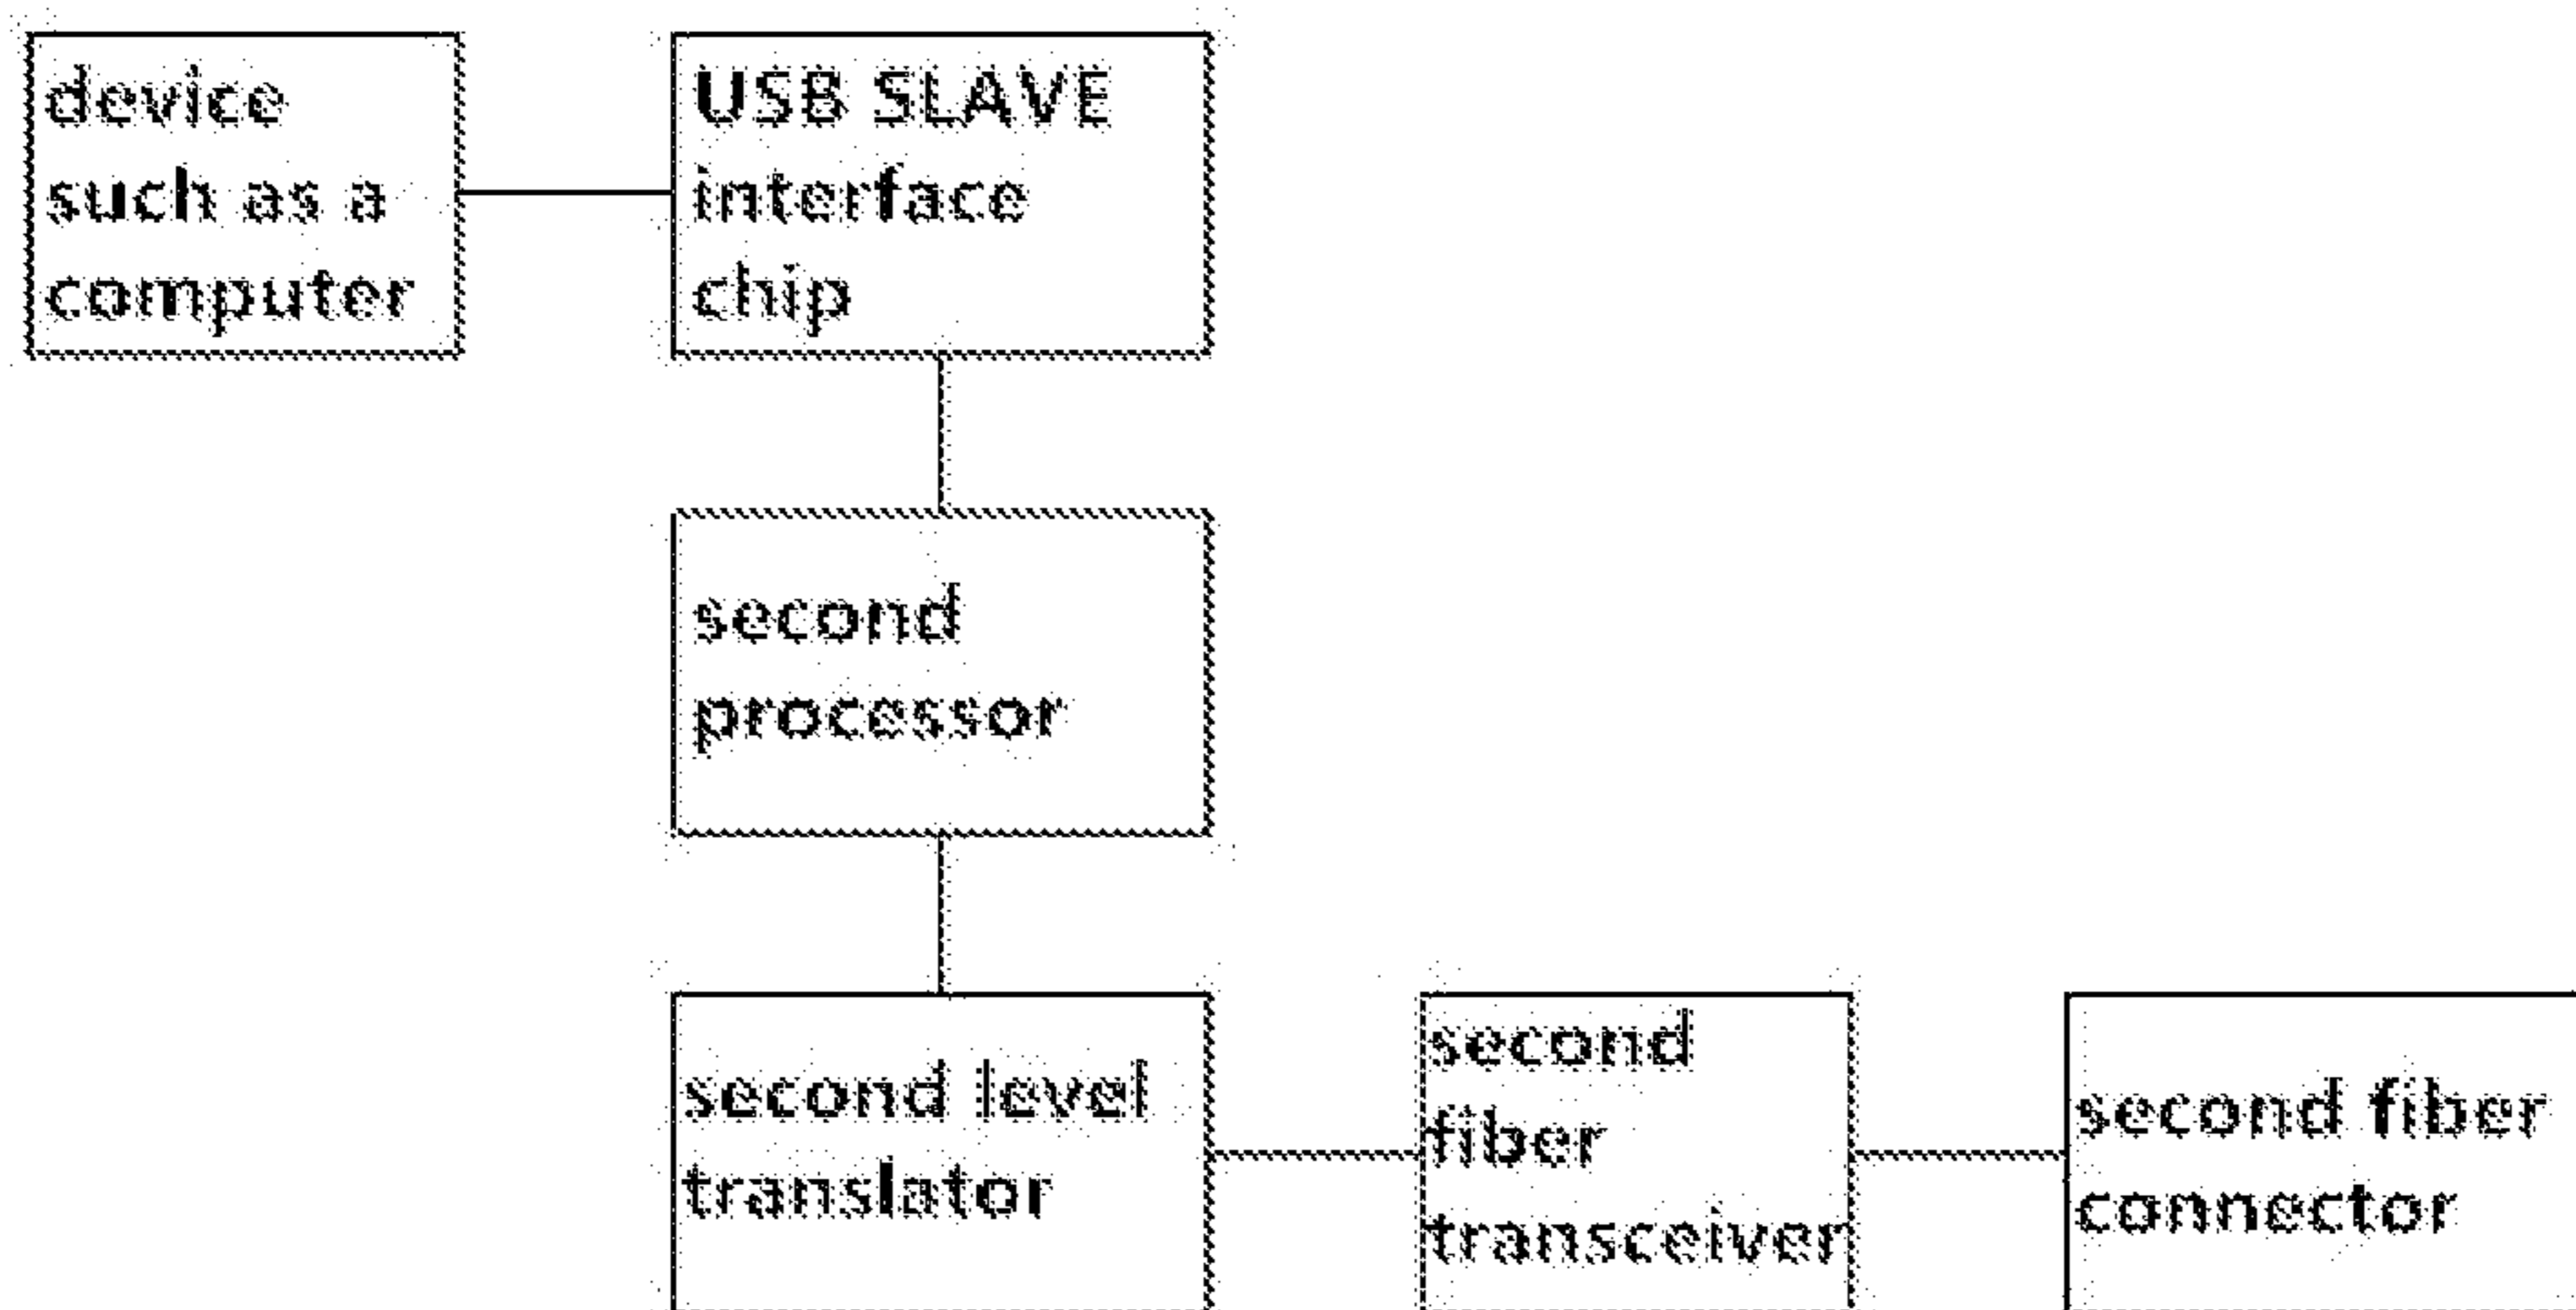 device
such as a
computer
USB SLAVE
interface
chip
second
processor
second level
translator
second
fiber
transceiver
second fiber
connector